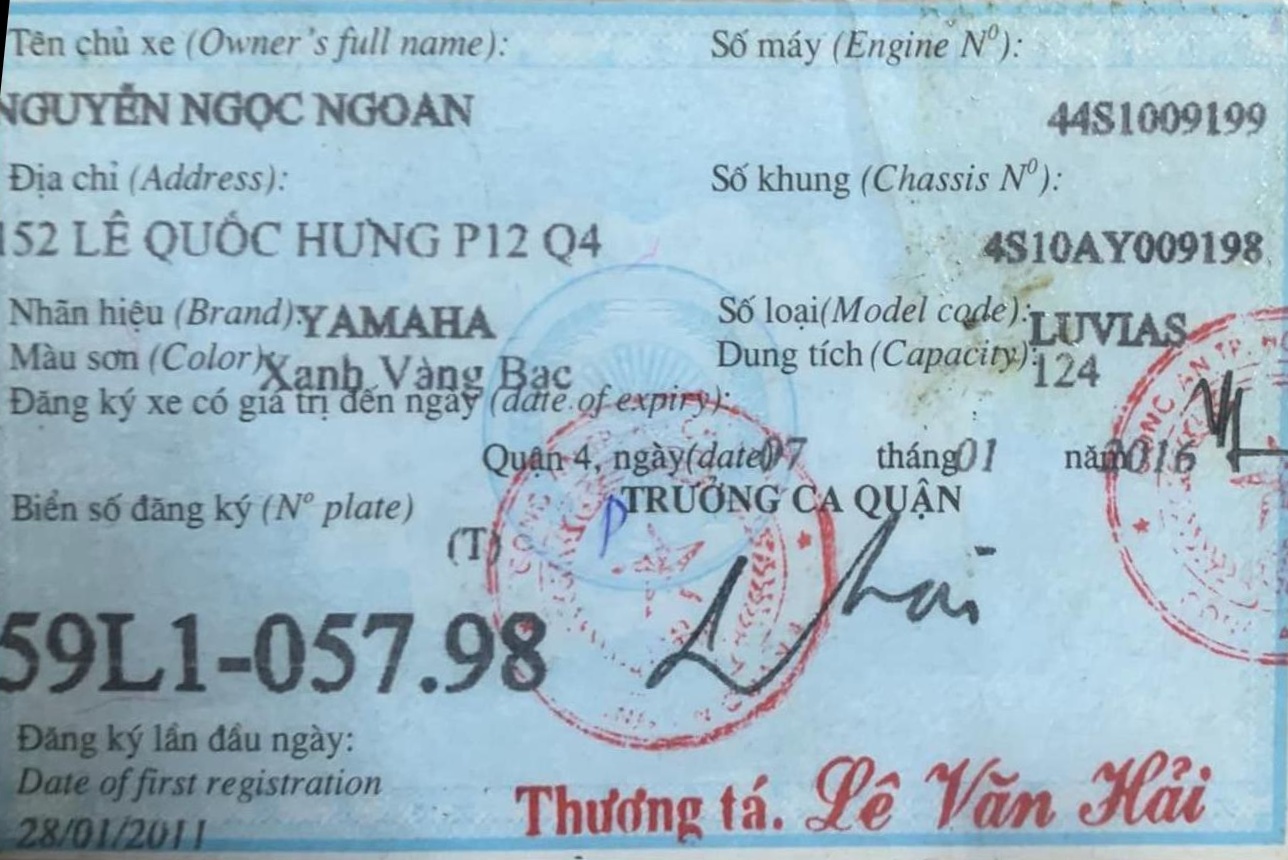 Tên chủ xe (Owner's full name):
NGUYỄN NGỌC NGOAN
Số máy (Engine Nº):
44S1009199
Địa chỉ (Address):
152 LÊ QUỐC HƯNG P12 Q4
Số khung (Chassis Nº):
4S10AY009198
Nhãn hiệu (Brand): YAMAHA
Số loại(Model code): LUVIAS
Màu sơn (Color) Xanh Vàng Bạc
Dung tích (Capacity): 124
Đăng ký xe có giá trị đến ngày (date of expiry):
Quận 4, ngày(date) 07 tháng 01 năm 2016
Biển số đăng ký (Nº plate)
TRƯỞNG CA QUẬN
(T)
59L1-057.98
Đăng ký lần đầu ngày:
Date of first registration
28/01/2011
Thương tá. Lê Văn Hải